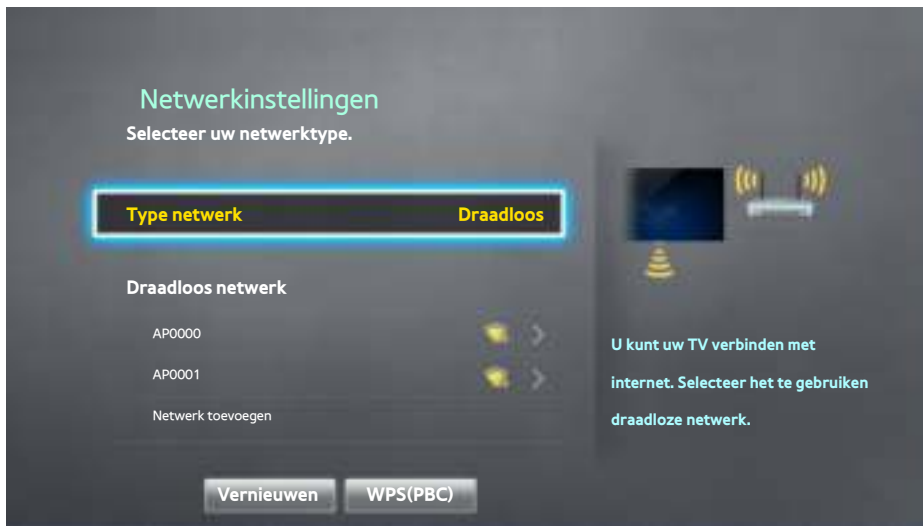 Netwerkinstellingen
Selecteer uw netwerktype.
Type netwerk Draadloos
Draadloos netwerk
AP0000
AP0001
Netwerk toevoegen
U kunt uw TV verbinden met
internet. Selecteer het te gebruiken
draadloze netwerk.
Vernieuwen WPS(PBC)